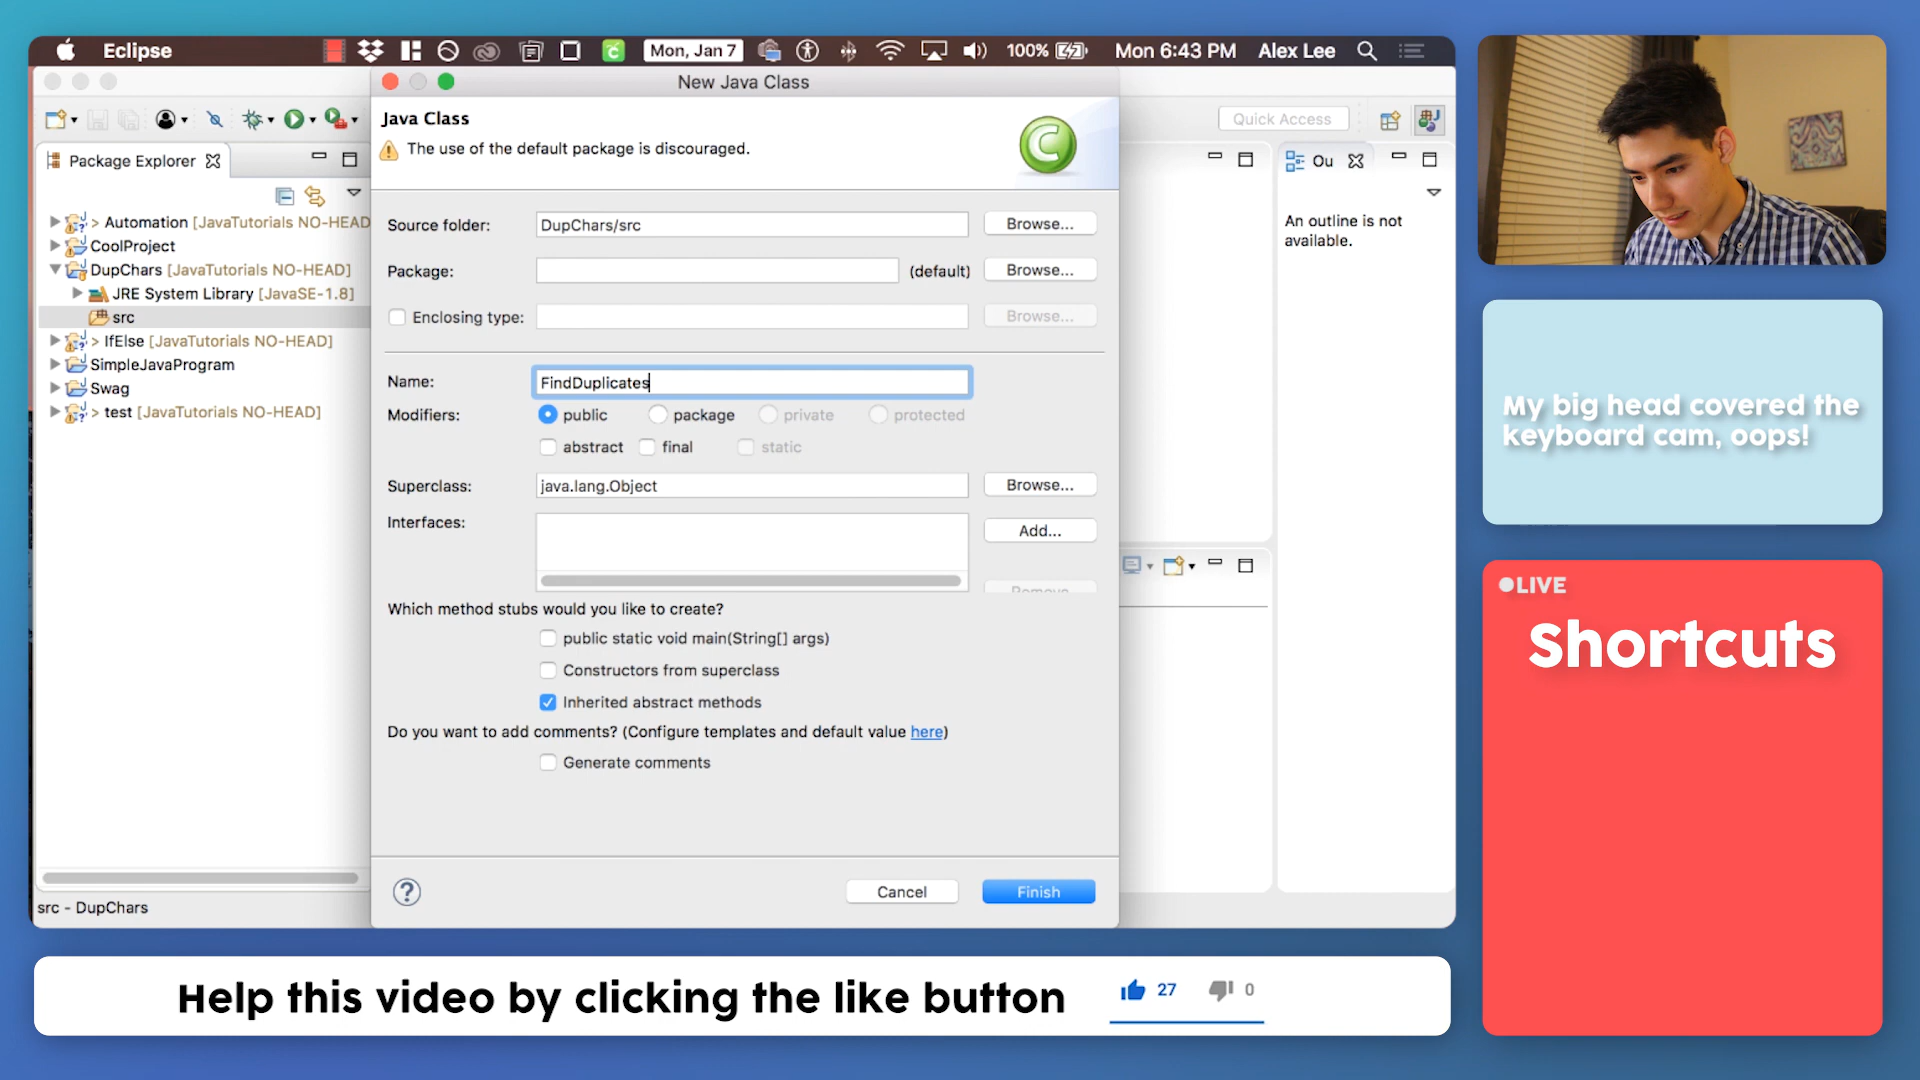 Eclipse
Mon, Jan 7
100%
Mon 6:43 PM
Alex Lee
New Java Class
Java Class
The use of the default package is discouraged.
Quick Access
Package Explorer
> Automation [JavaTutorials NO-HEAD
CoolProject
DupChars [JavaTutorials NO-HEAD]
JRE System Library [JavaSE-1.8]
src
> IfElse [JavaTutorials NO-HEAD]
SimpleJavaProgram
Swag
> test [JavaTutorials NO-HEAD]
src - DupChars
Source folder: DupChars/src Browse...
Package: (default) Browse...
Enclosing type: Browse...
Name: FindDuplicates
Modifiers: public package private protected
abstract final static
Superclass: java.lang.Object Browse...
Interfaces: Add...
Which method stubs would you like to create?
public static void main(String[] args)
Constructors from superclass
Inherited abstract methods
Do you want to add comments? (Configure templates and default value here)
Generate comments
? Cancel Finish
Ou
An outline is not
available.
My big head covered the
keyboard cam, oops!
LIVE
Shortcuts
Help this video by clicking the like button
27 0